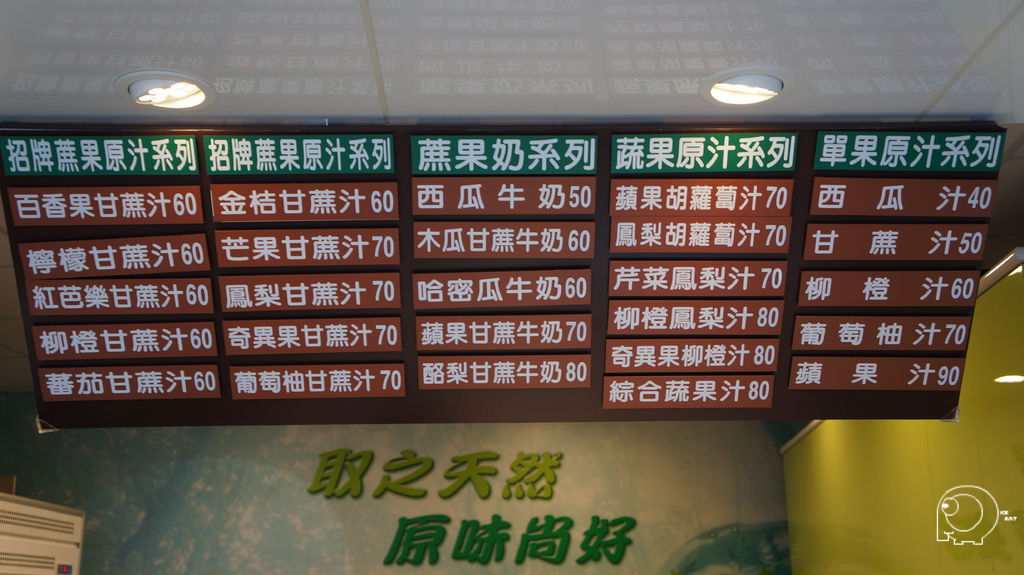 招牌蔗果原汁系列
百香果甘蔗汁60
檸檬甘蔗汁60
紅芭樂甘蔗汁60
柳橙甘蔗汁60
蕃茄甘蔗汁60
招牌蔗果原汁系列
金桔甘蔗汁60
芒果甘蔗汁70
鳳梨甘蔗汁70
奇異果甘蔗汁70
葡萄柚甘蔗汁70
蔗果奶系列
西瓜牛奶50
木瓜甘蔗牛奶60
哈密瓜牛奶60
蘋果甘蔗牛奶70
酪梨甘蔗牛奶80
蔬果原汁系列
蘋果胡蘿蔔汁70
鳳梨胡蘿蔔汁70
芹菜鳳梨汁70
柳橙鳳梨汁80
奇異果柳橙汁80
綜合蔬果汁80
單果原汁系列
西瓜汁40
甘蔗汁50
柳橙汁60
葡萄柚汁70
蘋果汁90
取之天然
原味尚好